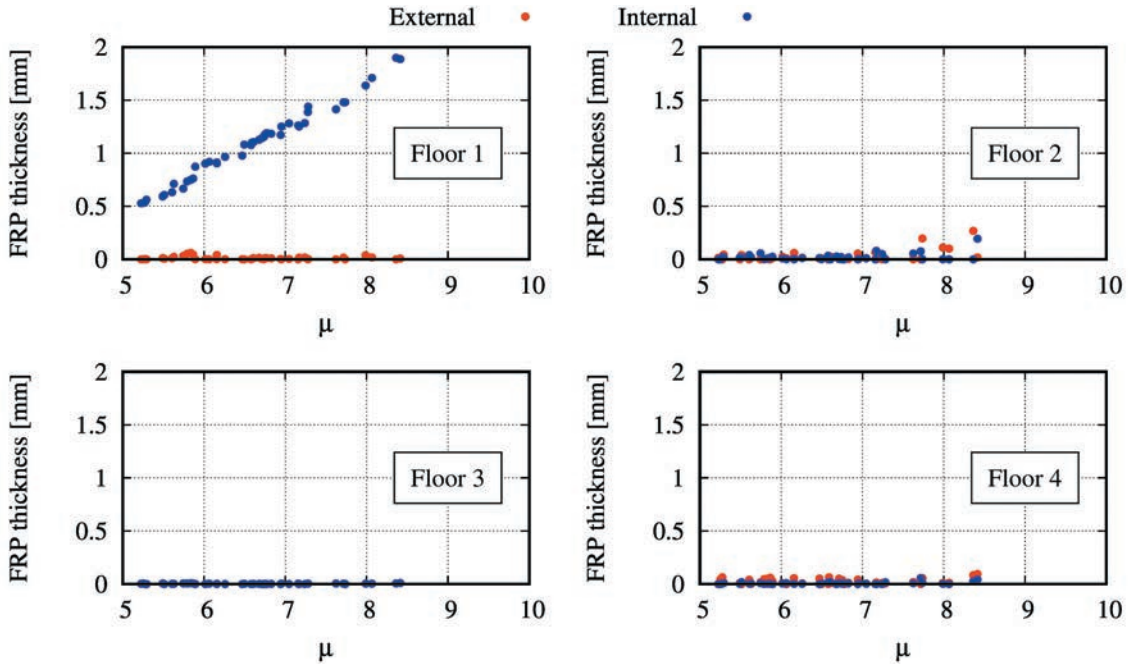 External Internal
FRP thickness [mm]
2
1.5
1
0.5
0
Floor 1
5 6 7 8 9 10
μ
FRP thickness [mm]
2
1.5
1
0.5
0
Floor 2
5 6 7 8 9 10
μ
FRP thickness [mm]
2
1.5
1
0.5
0
Floor 3
5 6 7 8 9 10
μ
FRP thickness [mm]
2
1.5
1
0.5
0
Floor 4
5 6 7 8 9 10
μ